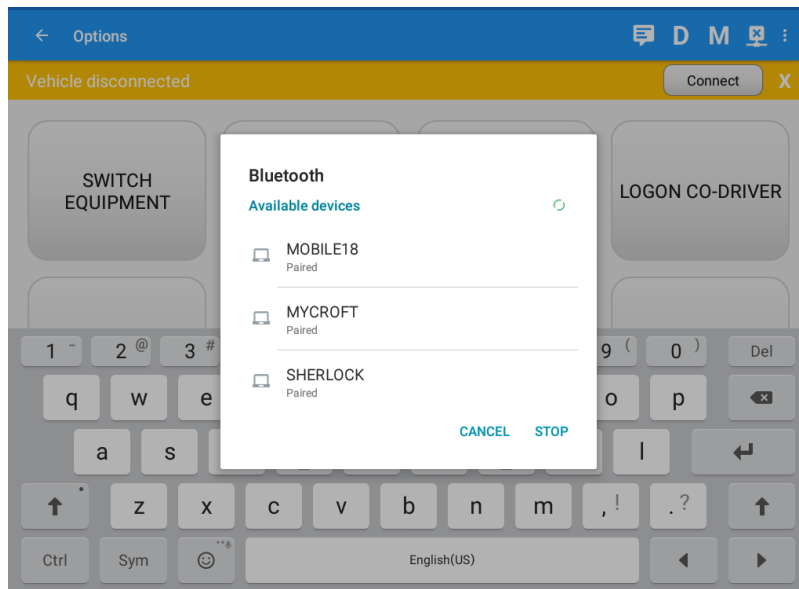 Options
D M
Vehicle disconnected
Connect X
SWITCH
EQUIPMENT
LOGON CO-DRIVER
Bluetooth
Available devices
MOBILE18
Paired
MYCROFT
Paired
SHERLOCK
Paired
CANCEL STOP
1 - 2 @ 3 # 9 ( 0 ) Del
q w e o p
a s l
z x c v b n m , ! . ?
Ctrl Sym English(US)